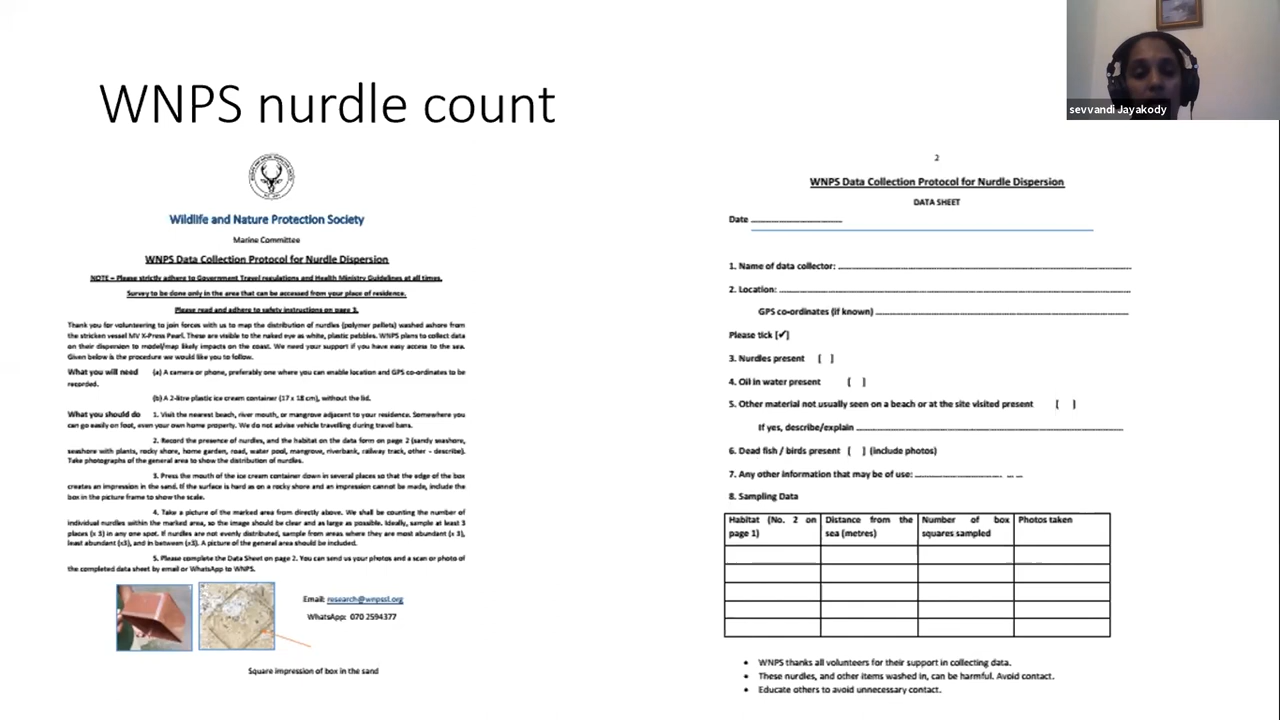 WNPS nurdle count
sevvandi Jayakody
Wildlife and Nature Protection Society
Marine Committee
WNPS Data Collection Protocol for Nurdle Dispersion
NOTE – Please strictly adhere to Government Travel regulations and Health Ministry Guidelines at all times.
Survey to be done only in the area that can be accessed from your place of residence.
Please read and adhere to safety instructions on page 3.
Thank you for volunteering to join forces with us to map the distribution of nurdles (polymer pellets) washed ashore
from the stricken vessel MV X-Press Pearl. These are visible to the naked eye as white, plastic pebbles. WNPS plans to collect data
on their dispersion to model/map likely impacts on the coast. We need your support if you have easy access to the sea.
Given below is the procedure we would like you to follow.
What you will need (a) A camera or phone, preferably one where you can enable location and GPS co-ordinates to be
recorded.
(b) A 2-litre plastic ice cream container (17 x 18 cm), without the lid.
What you should do 1. Visit the nearest beach, river mouth, or mangrove adjacent to your residence. Somewhere you
can go easily on foot, even your own home property. We do not advise vehicle travelling during travel bans.
2. Record the presence of nurdles, and the habitat on the data form on page 2 (sandy seashore,
seashore with plants, rocky shore, home garden, road, water pool, mangrove, riverbank, railway track, other - describe).
Take photographs of the general area to show the distribution of nurdles.
3. Press the mouth of the ice cream container down in several places so that the edge of the box
creates an impression in the sand. If the surface is hard as on a rocky shore and an impression cannot be made, include the
box in the picture frame to show the scale.
4. Take a picture of the marked area from directly above. We shall be counting the number of
individual nurdles within the marked area, so the image should be clear and as large as possible. Ideally, sample at least 3
places (x 3) in any one spot. If nurdles are not evenly distributed, sample from areas where they are most abundant (x 3),
least abundant (x3), and in between (x3). A picture of the general area should be included.
5. Please complete the Data Sheet on page 2. You can send us your photos and a scan or photo of
the completed data sheet by email or WhatsApp to WNPS.
Email: research@wnpssl.org
WhatsApp: 070 2594377
Square impression of box in the sand
2
WNPS Data Collection Protocol for Nurdle Dispersion
DATA SHEET
Date
1. Name of data collector:
2. Location:
GPS co-ordinates (if known)
Please tick [✓]
3. Nurdles present [ ]
4. Oil in water present [ ]
5. Other material not usually seen on a beach or at the site visited present [ ]
If yes, describe/explain
6. Dead fish / birds present [ ] (include photos)
7. Any other information that may be of use:
8. Sampling Data
Habitat (No. 2 on page 1) Distance from the sea (metres) Number of box squares sampled Photos taken
• WNPS thanks all volunteers for their support in collecting data.
• These nurdles, and other items washed in, can be harmful. Avoid contact.
• Educate others to avoid unnecessary contact.